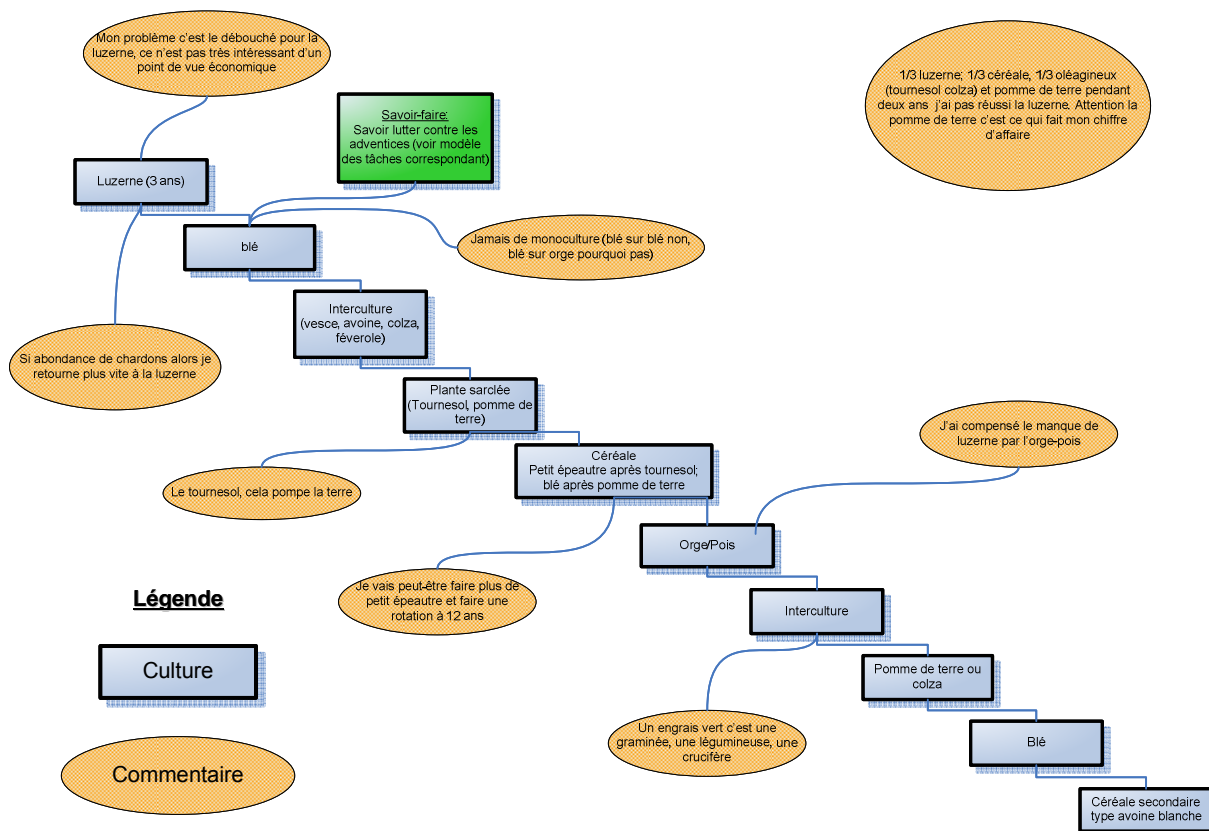 Mon problème c'est le débouché pour la
luzerne, ce n'est pas très intéressant d'un
point de vue économique
1/3 luzerne; 1/3 céréale, 1/3 oléagineux
(tournesol colza) et pomme de terre pendant
deux ans j'ai pas réussi la luzerne. Attention la
pomme de terre c'est ce qui fait mon chiffre
d'affaire
Savoir-faire:
Savoir lutter contre les
adventices (voir modèle
des tâches correspondant)
Luzerne (3 ans)
blé
Jamais de monoculture (blé sur blé non,
blé sur orge pourquoi pas)
Interculture
(vesce, avoine, colza,
féverole)
Si abondance de chardons alors je
retourne plus vite à la luzerne
Plante sarclée
(Tournesol, pomme de
terre)
J'ai compensé le manque de
luzerne par l'orge-pois
Céréale
Petit épeautre après tournesol;
blé après pomme de terre
Le tournesol, cela pompe la terre
Orge/Pois
Je vais peut-être faire plus de
petit épeautre et faire une
rotation à 12 ans
Interculture
Légende
Culture
Pomme de terre ou
colza
Un engrais vert c'est une
graminée, une légumineuse, une
crucifère
Blé
Commentaire
Céréale secondaire
type avoine blanche